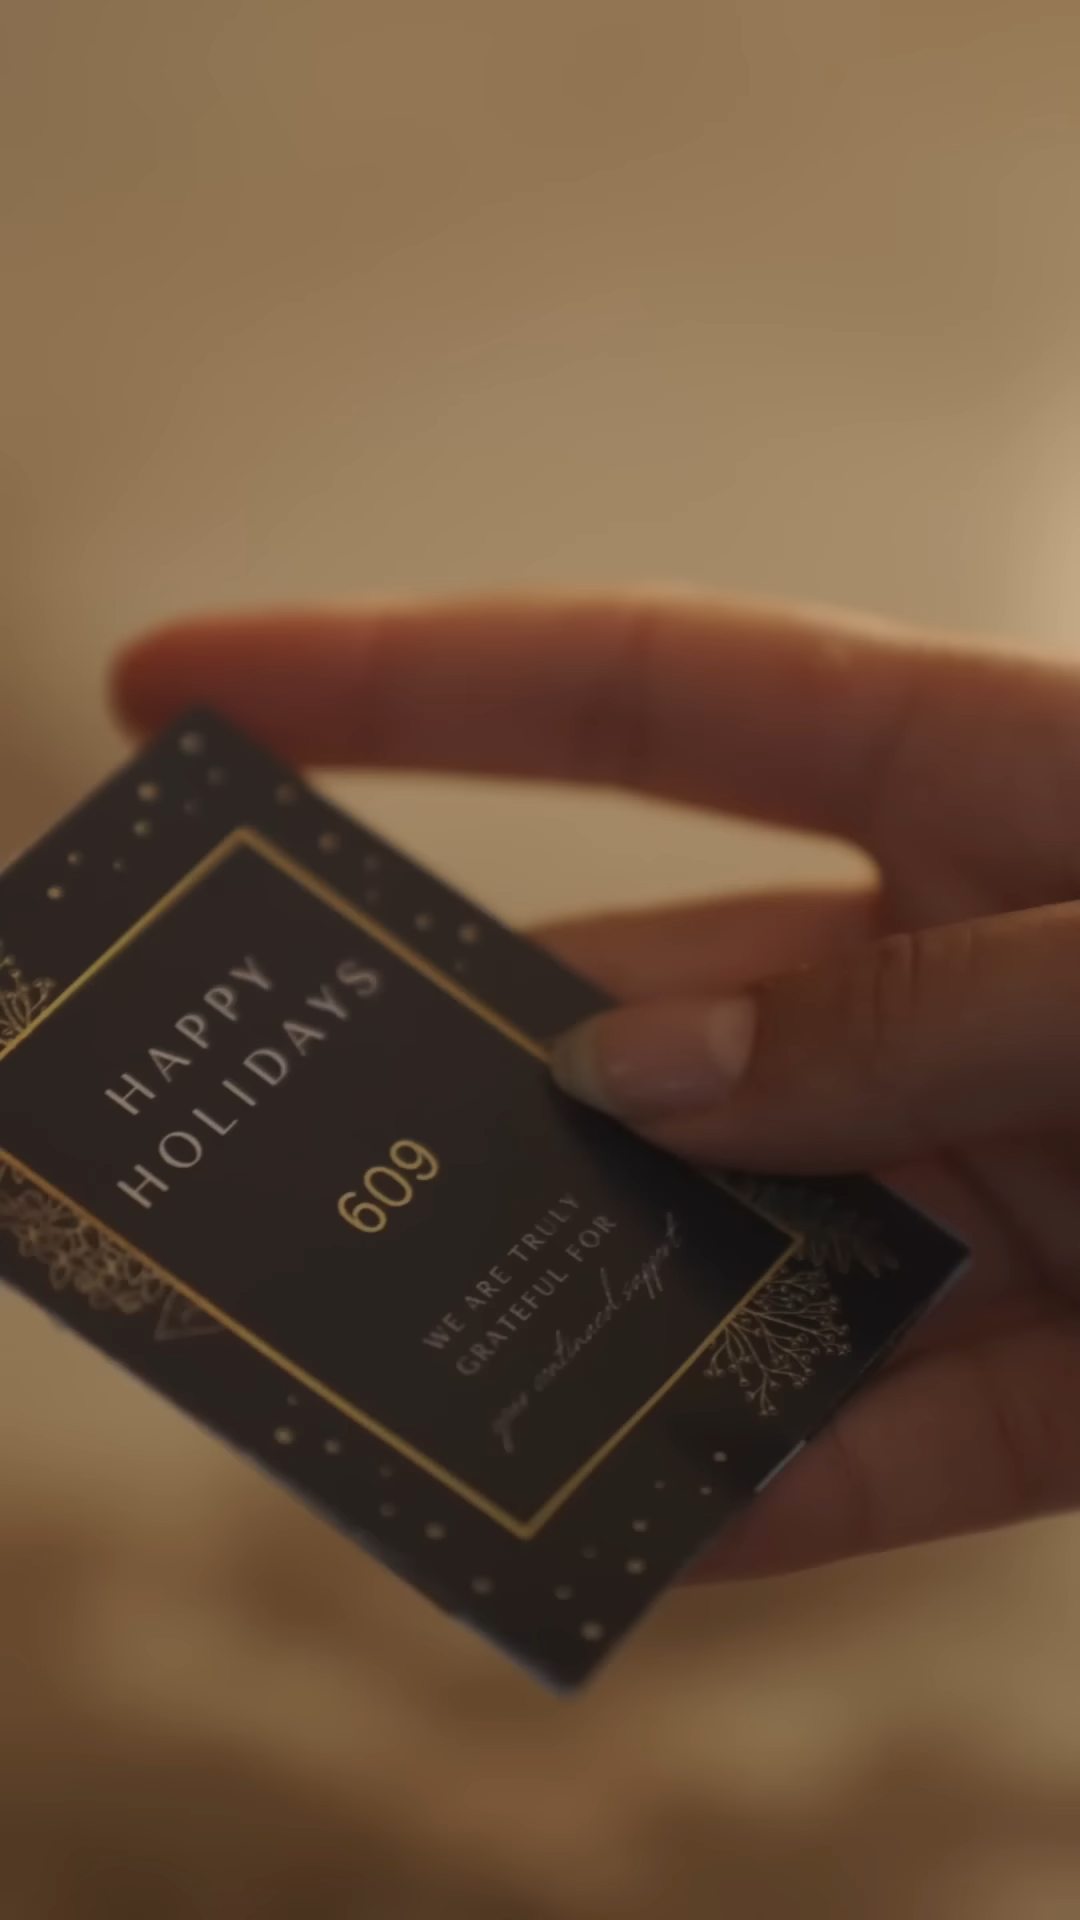 HAPPY
HOLIDAYS
609
WE ARE TRULY
GRATEFUL FOR
your continued support